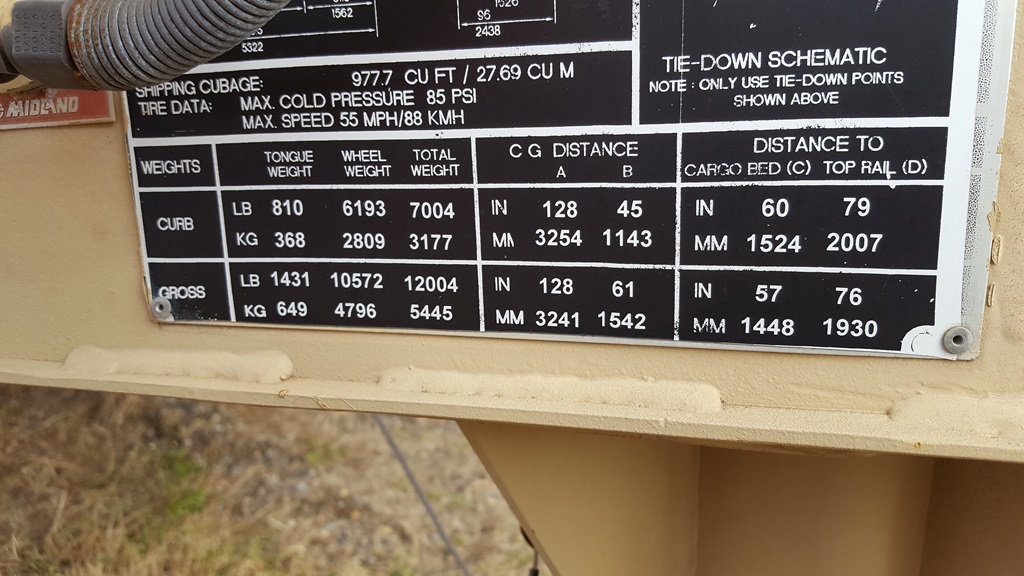 1562
1526
96
2438
5322
SHIPPING CUBAGE: 977.7 CU FT / 27.69 CU M
TIRE DATA: MAX. COLD PRESSURE 85 PSI
MAX. SPEED 55 MPH/88 KMH
TIE-DOWN SCHEMATIC
NOTE : ONLY USE TIE-DOWN POINTS
SHOWN ABOVE
MIDLAND
WEIGHTS TONGUE WEIGHT WHEEL WEIGHT TOTAL WEIGHT C G DISTANCE A B DISTANCE TO CARGO BED (C) TOP RAIL (D)
CURB LB 810 6193 7004 IN 128 45 IN 60 79
KG 368 2809 3177 MM 3254 1143 MM 1524 2007
GROSS LB 1431 10572 12004 IN 128 61 IN 57 76
KG 649 4796 5445 MM 3241 1542 MM 1448 1930